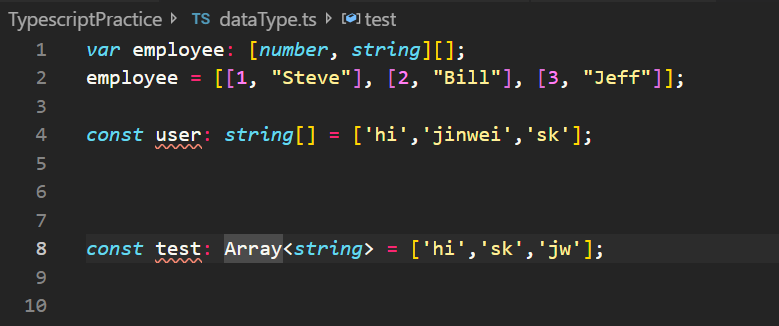 TypescriptPractice > TS dataType.ts > test
1 var employee: [number, string][];
2 employee = [[1, "Steve"], [2, "Bill"], [3, "Jeff"]];
3
4 const user: string[] = ['hi','jinwei','sk'];
5
6
7
8 const test: Array<string> = ['hi','sk','jw'];
9
10